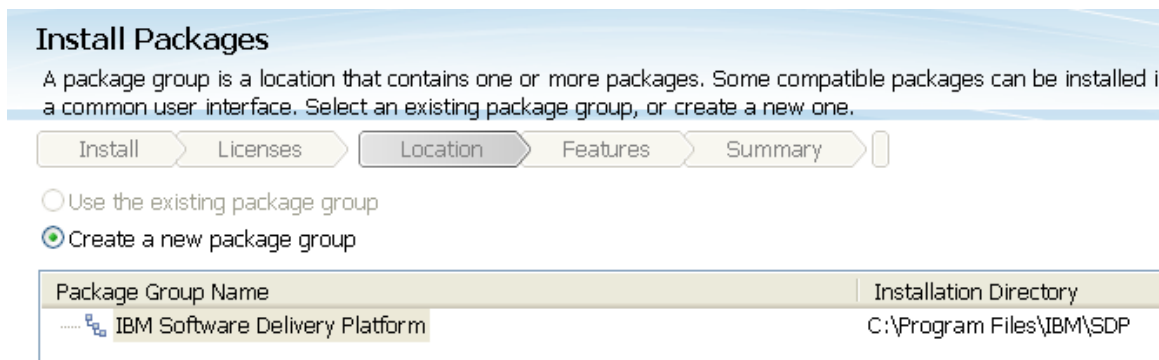 Install Packages
A package group is a location that contains one or more packages. Some compatible packages can be installed i
a common user interface. Select an existing package group, or create a new one.
Install Licenses Location Features Summary
Use the existing package group
Create a new package group
Package Group Name Installation Directory
IBM Software Delivery Platform C:\Program Files\IBM\SDP